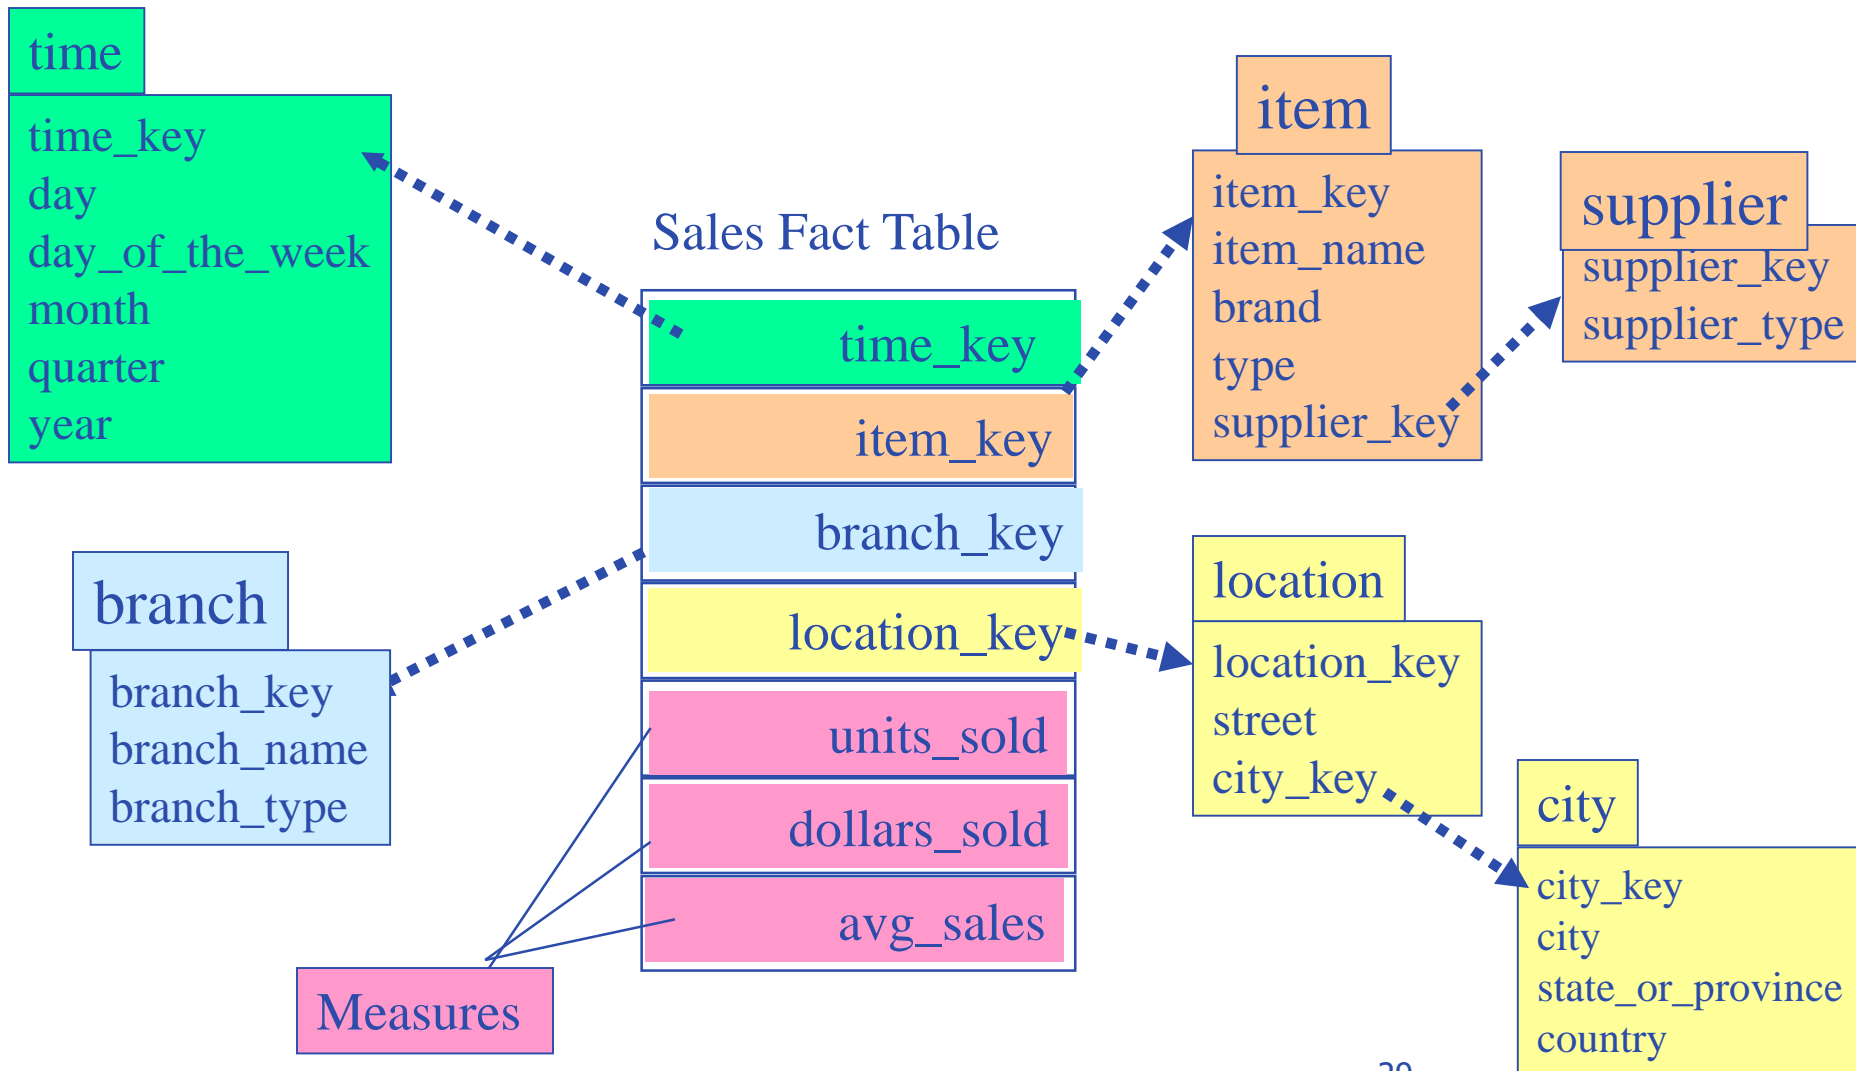 time
time_key
day
day_of_the_week
month
quarter
year
Sales Fact Table
time_key
item_key
branch_key
location_key
units_sold
dollars_sold
avg_sales
Measures
branch
branch_key
branch_name
branch_type
item
item_key
item_name
brand
type
supplier_key
supplier
supplier_key
supplier_type
location
location_key
street
city_key
city
city_key
city
state_or_province
country